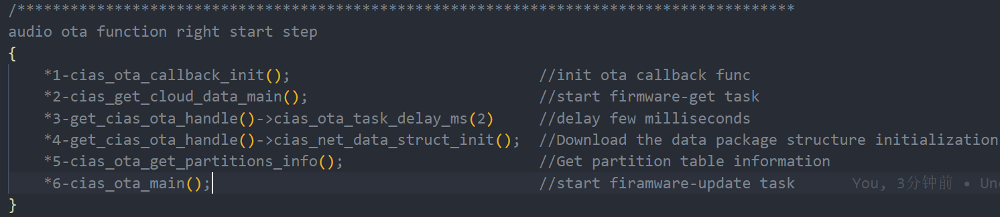 /****************************************************************************************
audio ota function right start step
{
*1-cias_ota_callback_init(); //init ota callback func
*2-cias_get_cloud_data_main(); //start firmware-get task
*3-get_cias_ota_handle()->cias_ota_task_delay_ms(2) //delay few milliseconds
*4-get_cias_ota_handle()->cias_net_data_struct_init(); //Download the data package structure initialization
*5-cias_ota_get_partitions_info(); //Get partition table information
*6-cias_ota_main(); //start firamware-update task You, 3分钟前 • Unc
}